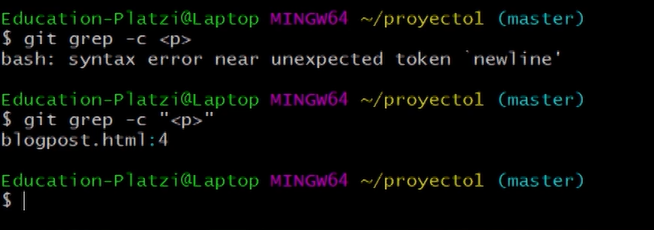 Education-Platzi@Laptop MINGW64 ~/proyectol (master)
$ git grep -c <p>
bash: syntax error near unexpected token `newline'
Education-Platzi@Laptop MINGW64 ~/proyectol (master)
$ git grep -c "<p>"
blogpost.html:4
Education-Platzi@Laptop MINGW64 ~/proyectol (master)
$